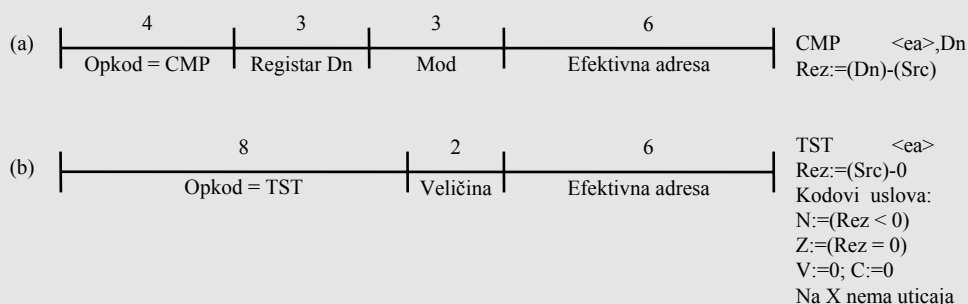 4 3 3 6
(a) CMP <ea>,Dn
Opkod = CMP Registar Dn Mod Efektivna adresa Rez:=(Dn)-(Src)
8 2 6 TST <ea>
(b) Rez:=(Src)-0
Opkod = TST Veličina Efektivna adresa Kodovi uslova:
N:=(Rez < 0)
Z:=(Rez = 0)
V:=0; C:=0
Na X nema uticaja